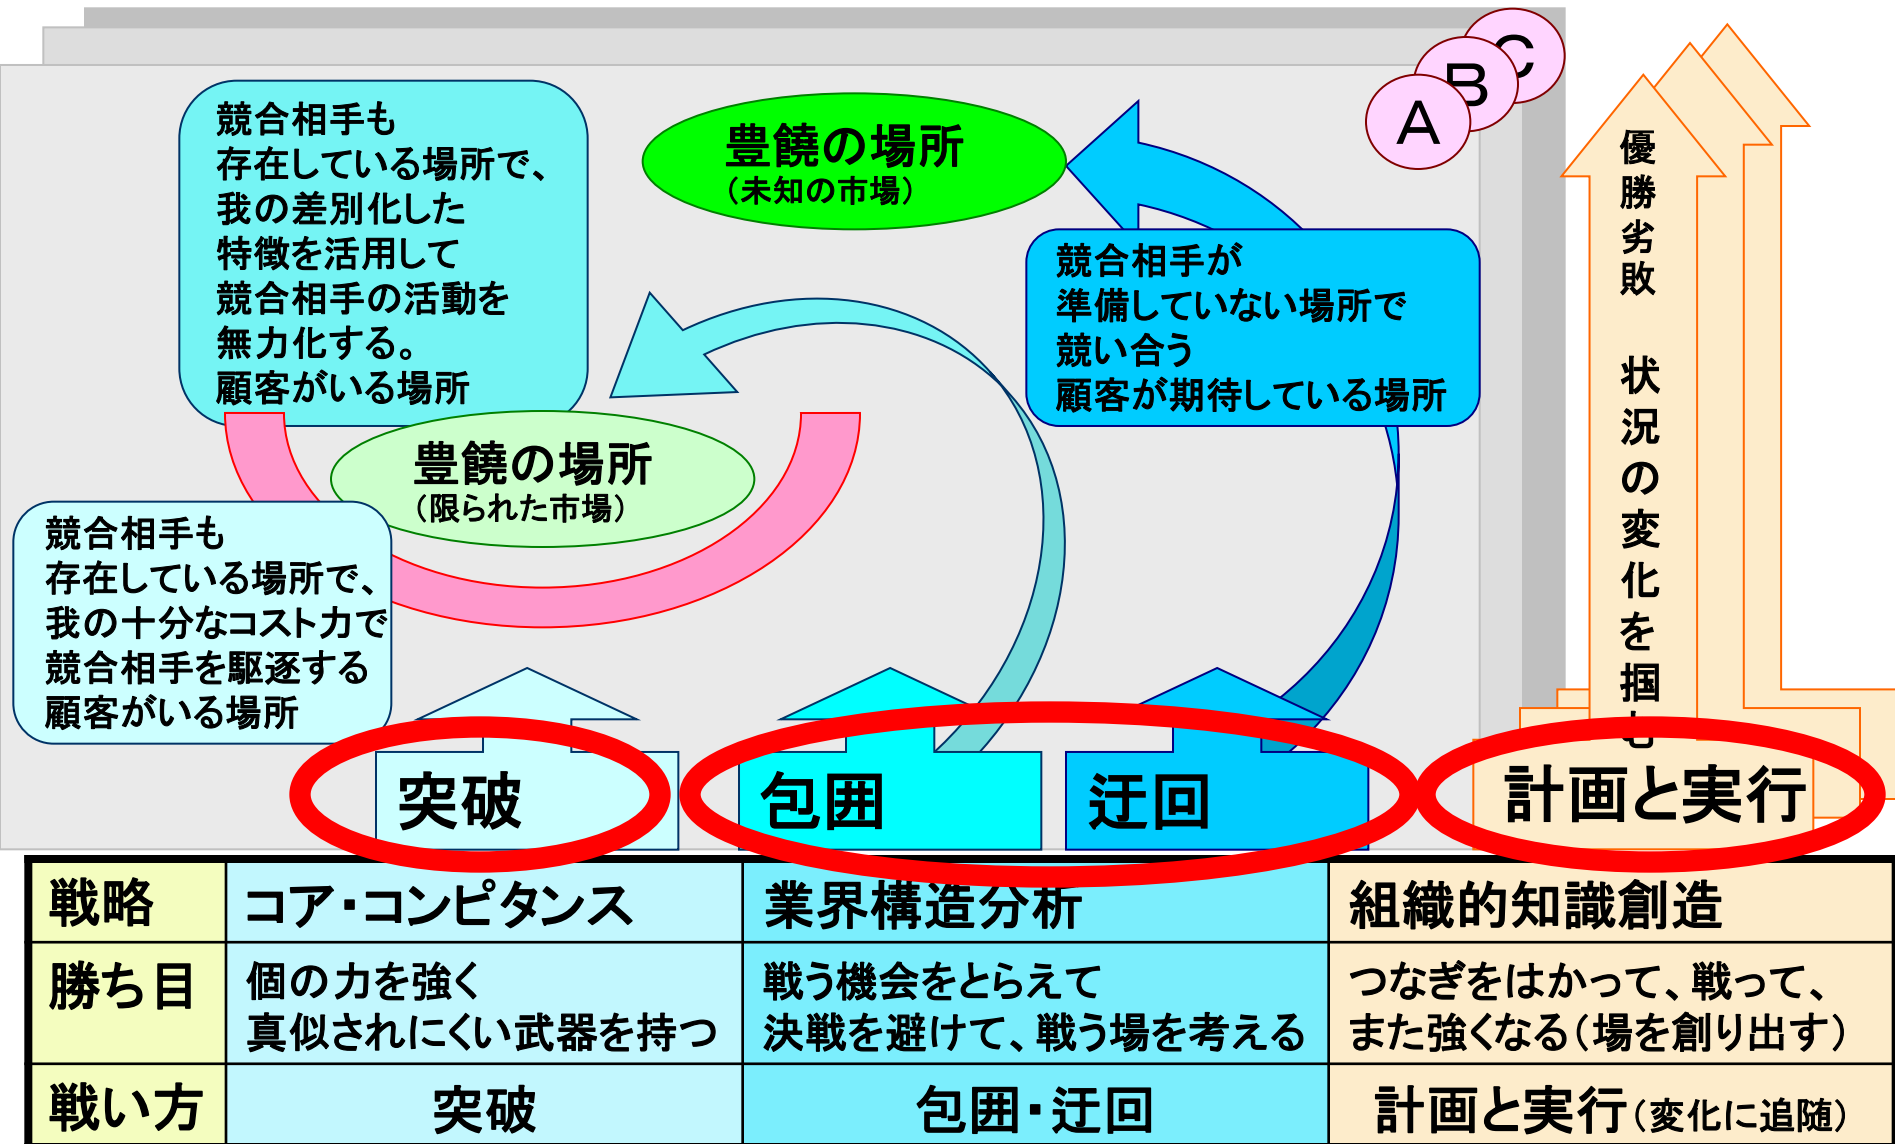 競合相手も
存在している場所で、
我の差別化した
特徴を活用して
競合相手の活動を
無力化する。
顧客がいる場所
豊饒の場所
（未知の市場）
A
B
C
競合相手が
準備していない場所で
競い合う
顧客が期待している場所
豊饒の場所
（限られた市場）
競合相手も
存在している場所で、
我の十分なコスト力で
競合相手を駆逐する
顧客がいる場所
優勝劣敗　状況の変化を掴む
突破
包囲
迂回
計画と実行
戦略
コア・コンピタンス
業界構造分析
組織的知識創造
勝ち目
個の力を強く
真似されにくい武器を持つ
戦う機会をとらえて
決戦を避けて、戦う場を考える
つなぎをはかって、戦って、
また強くなる（場を創り出す）
戦い方
突破
包囲・迂回
計画と実行（変化に追随）